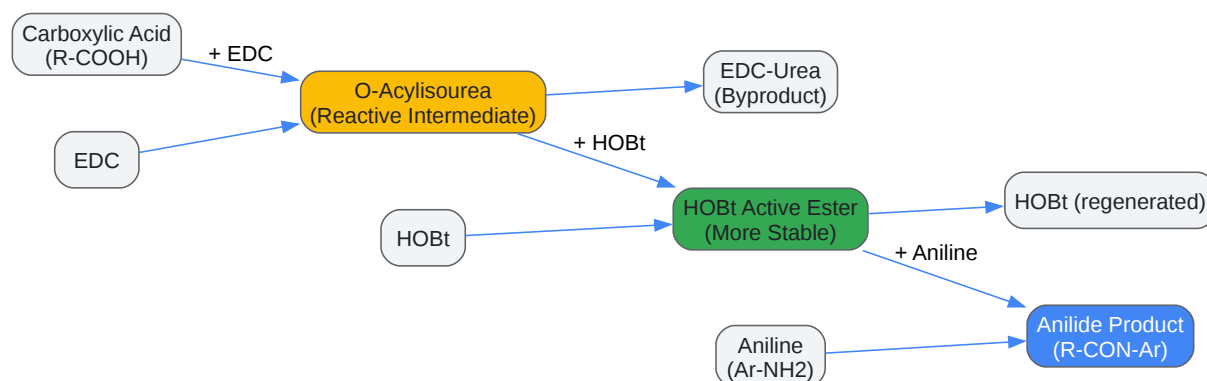 Carboxylic Acid
(R-COOH)
+ EDC
EDC
O-Acylisourea
(Reactive Intermediate)
EDC-Urea
(Byproduct)
+ HOBt
HOBt
HOBt Active Ester
(More Stable)
HOBt (regenerated)
+ Aniline
Aniline
(Ar-NH2)
Anilide Product
(R-CON-Ar)